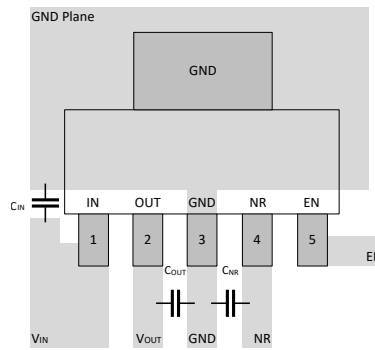 GND Plane
GND
CIN
IN OUT GND NR EN
1 2 3 4 5
COUT CNR
E
VIN VOUT GND NR